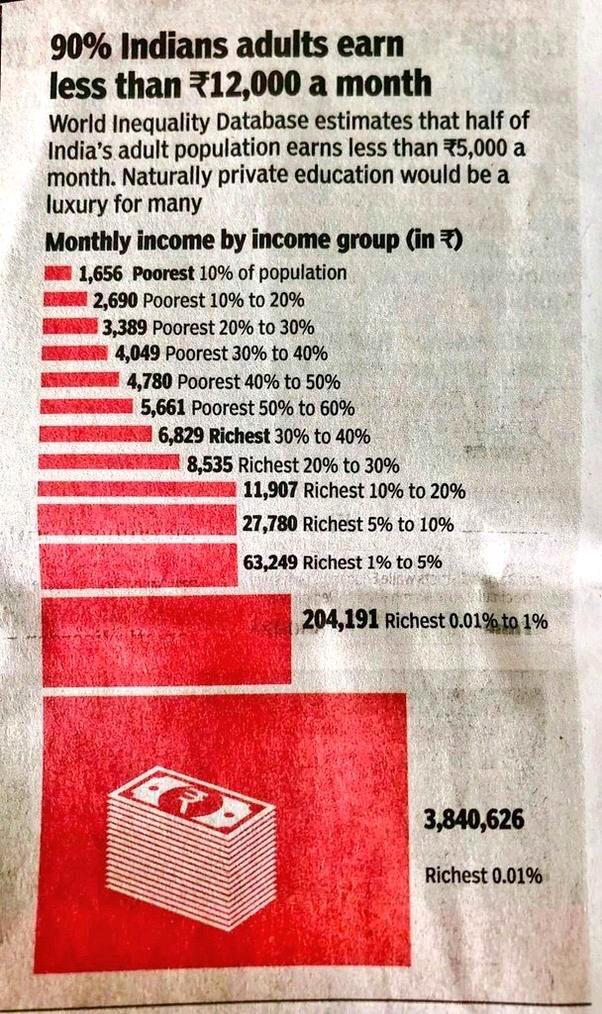 90% Indians adults earn
less than ₹12,000 a month
World Inequality Database estimates that half of
India's adult population earns less than ₹5,000 a
month. Naturally private education would be a
luxury for many
Monthly income by income group (in ₹)
1,656 Poorest 10% of population
2,690 Poorest 10% to 20%
3,389 Poorest 20% to 30%
4,049 Poorest 30% to 40%
4,780 Poorest 40% to 50%
5,661 Poorest 50% to 60%
6,829 Richest 30% to 40%
8,535 Richest 20% to 30%
11,907 Richest 10% to 20%
27,780 Richest 5% to 10%
63,249 Richest 1% to 5%
204,191 Richest 0.01% to 1%
₹
3,840,626
Richest 0.01%